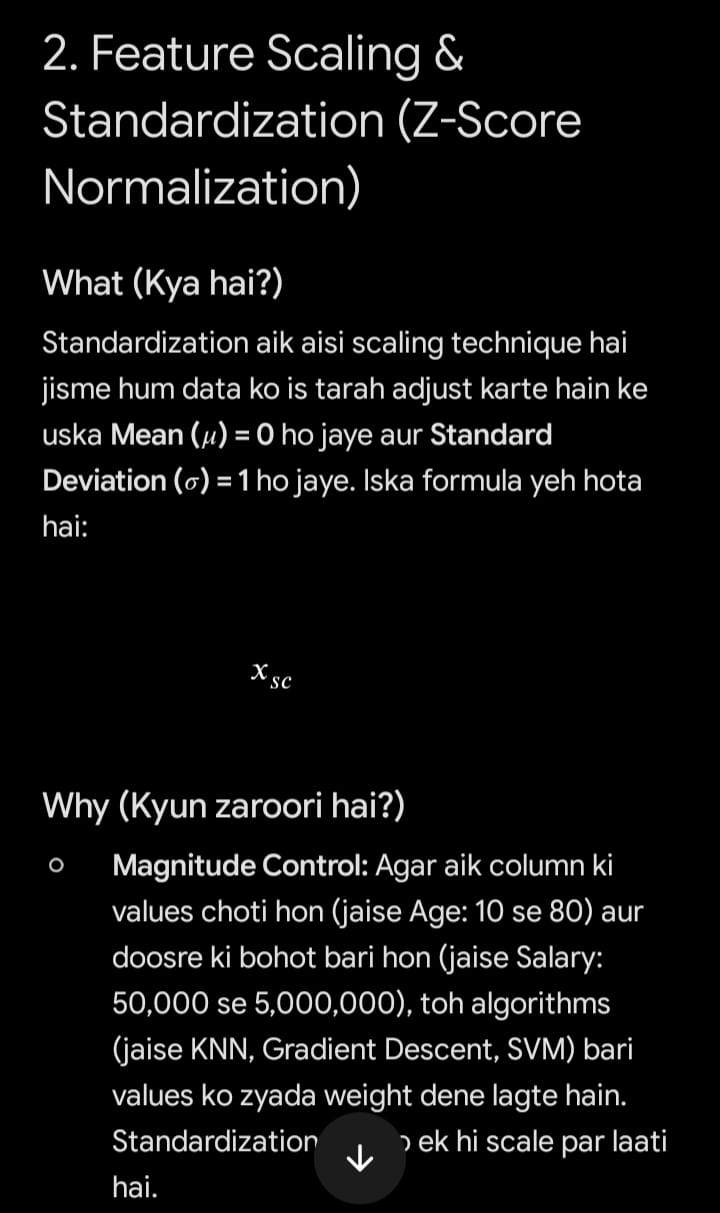 2. Feature Scaling &
Standardization (Z-Score
Normalization)
What (Kya hai?)
Standardization aik aisi scaling technique hai
jisme hum data ko is tarah adjust karte hain ke
uska Mean (μ) = 0 ho jaye aur Standard
Deviation (σ) = 1 ho jaye. Iska formula yeh hota
hai:
x_sc
Why (Kyun zaroori hai?)
○ Magnitude Control: Agar aik column ki
values choti hon (jaise Age: 10 se 80) aur
doosre ki bohot bari hon (jaise Salary:
50,000 se 5,000,000), toh algorithms
(jaise KNN, Gradient Descent, SVM) bari
values ko zyada weight dene lagte hain.
Standardization ek hi scale par laati
hai.